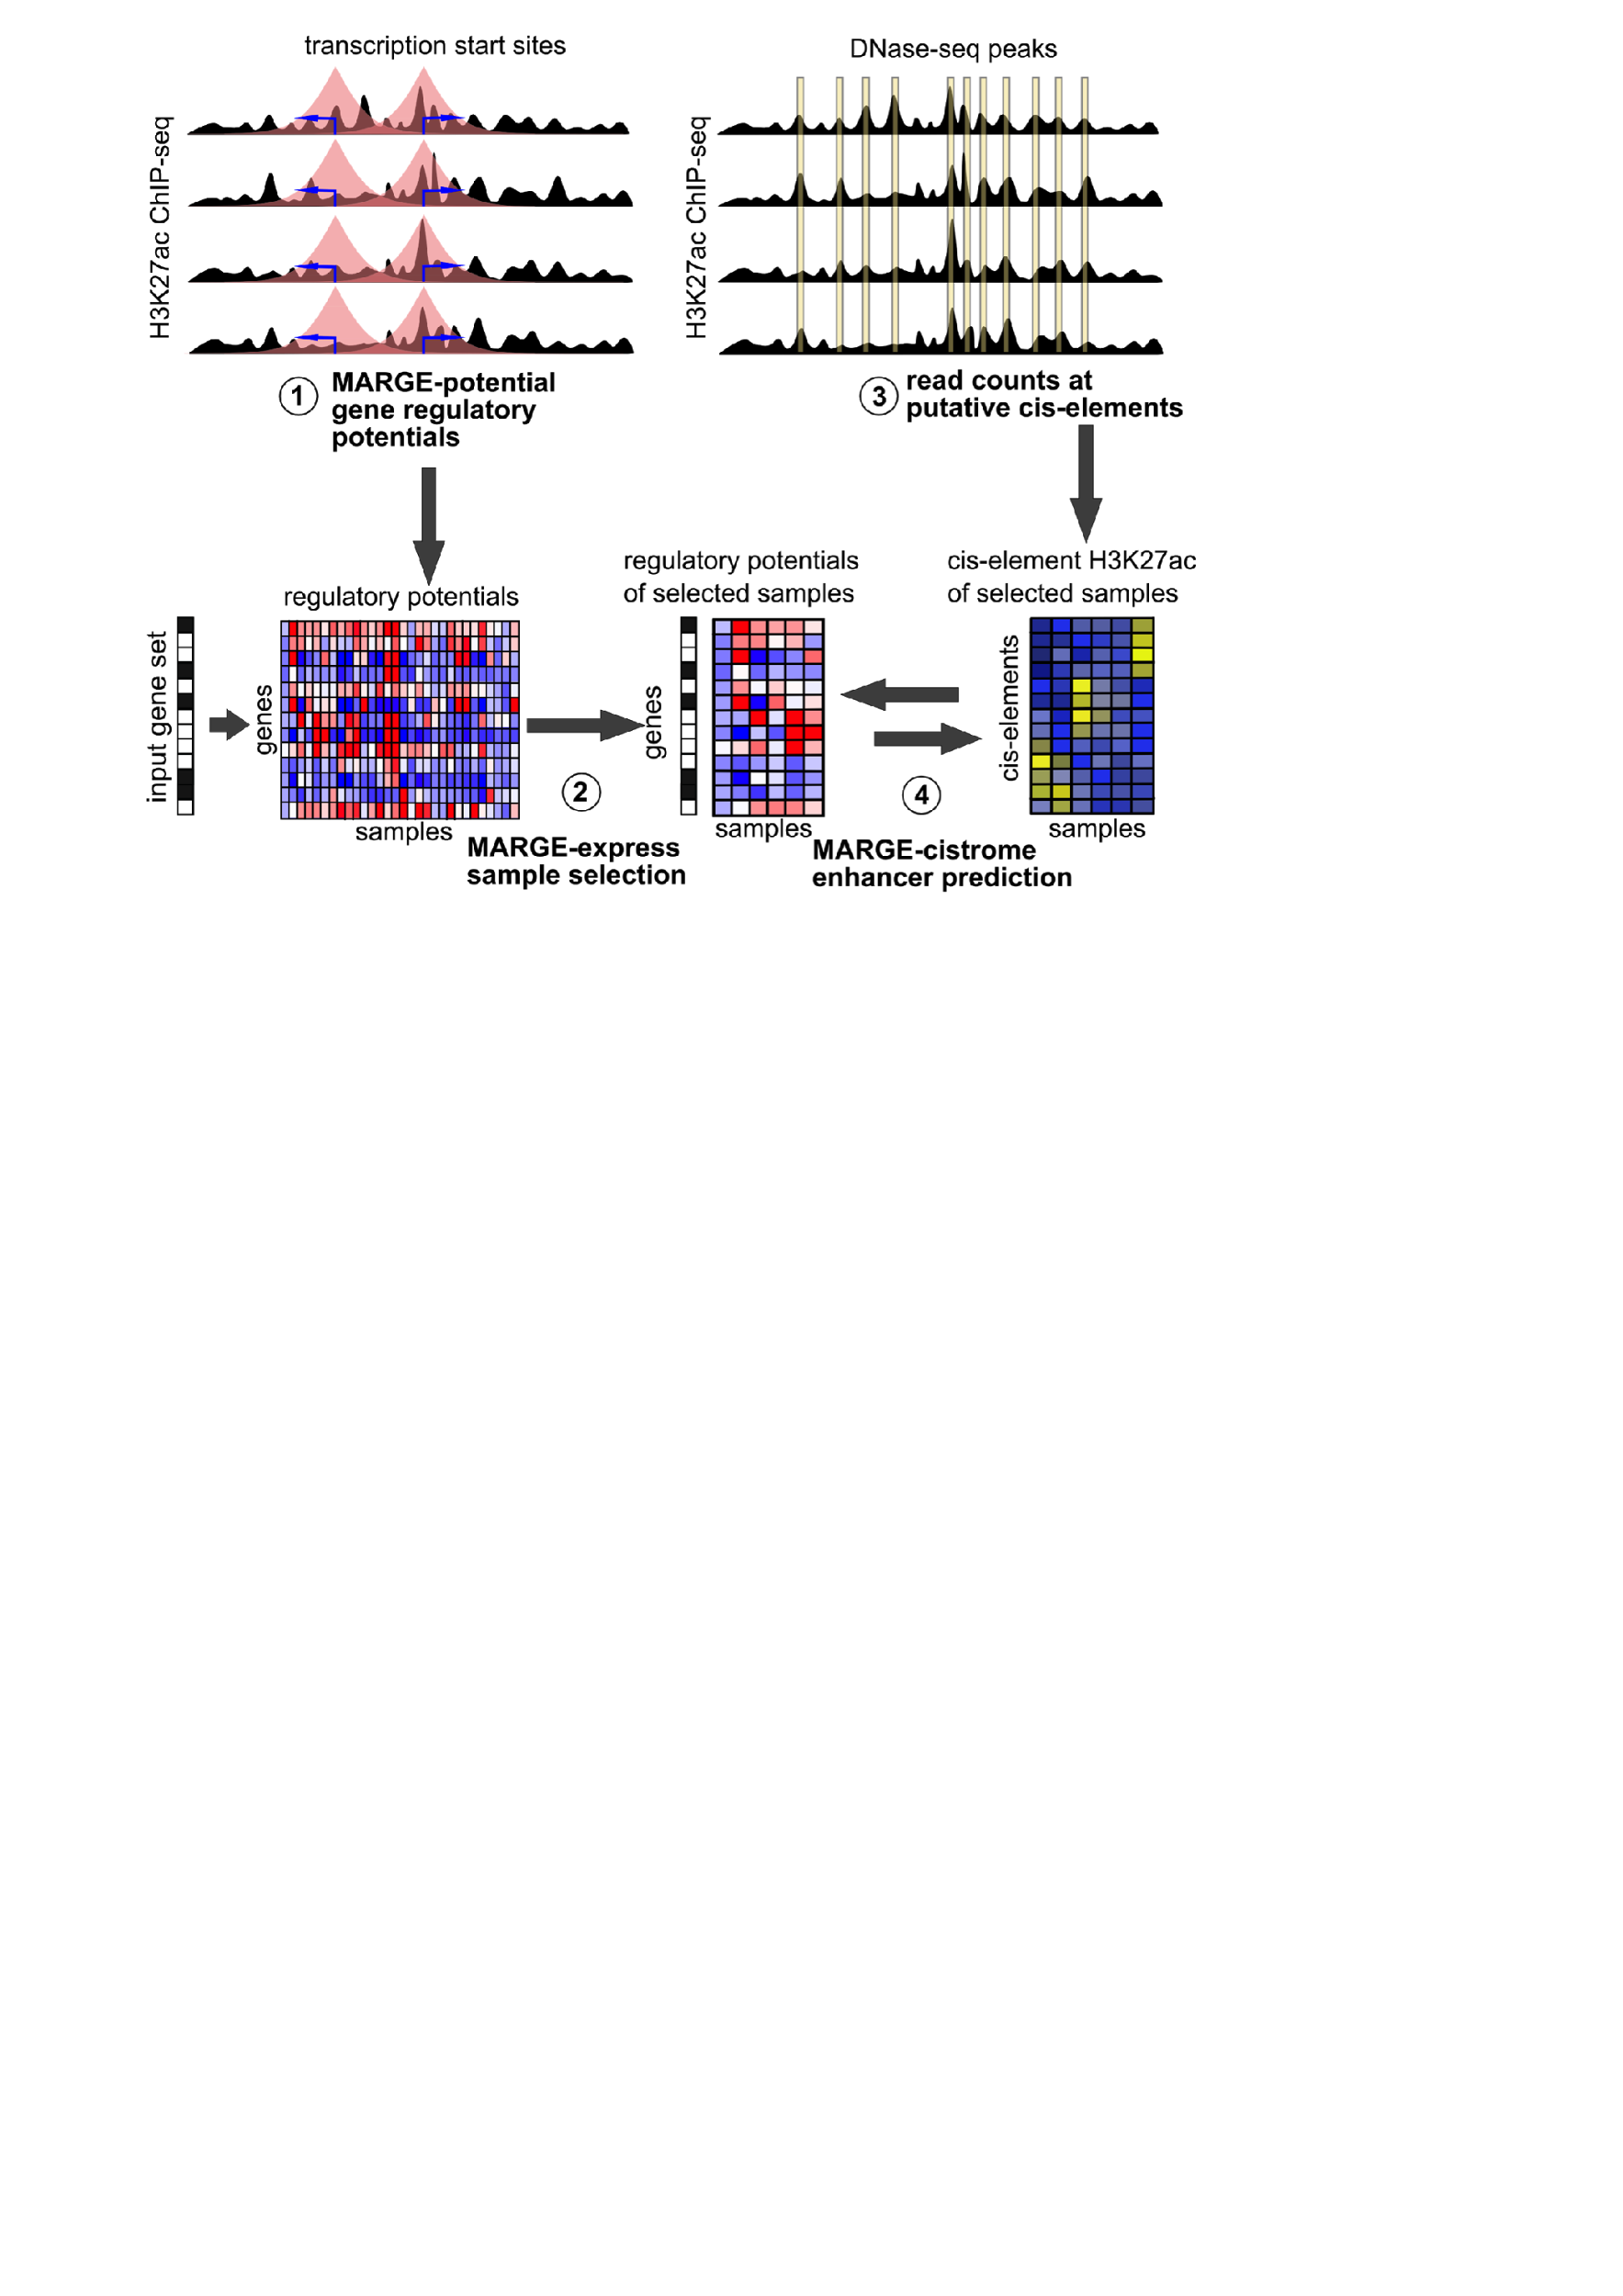 transcription start sites
H3K27ac ChIP-seq
1
MARGE-potential
gene regulatory
potentials
DNase-seq peaks
H3K27ac ChIP-seq
3
read counts at
putative cis-elements
input gene set
regulatory potentials
genes
samples
2
MARGE-express
sample selection
regulatory potentials
of selected samples
genes
samples
4
MARGE-cistrome
enhancer prediction
cis-element H3K27ac
of selected samples
cis-elements
samples